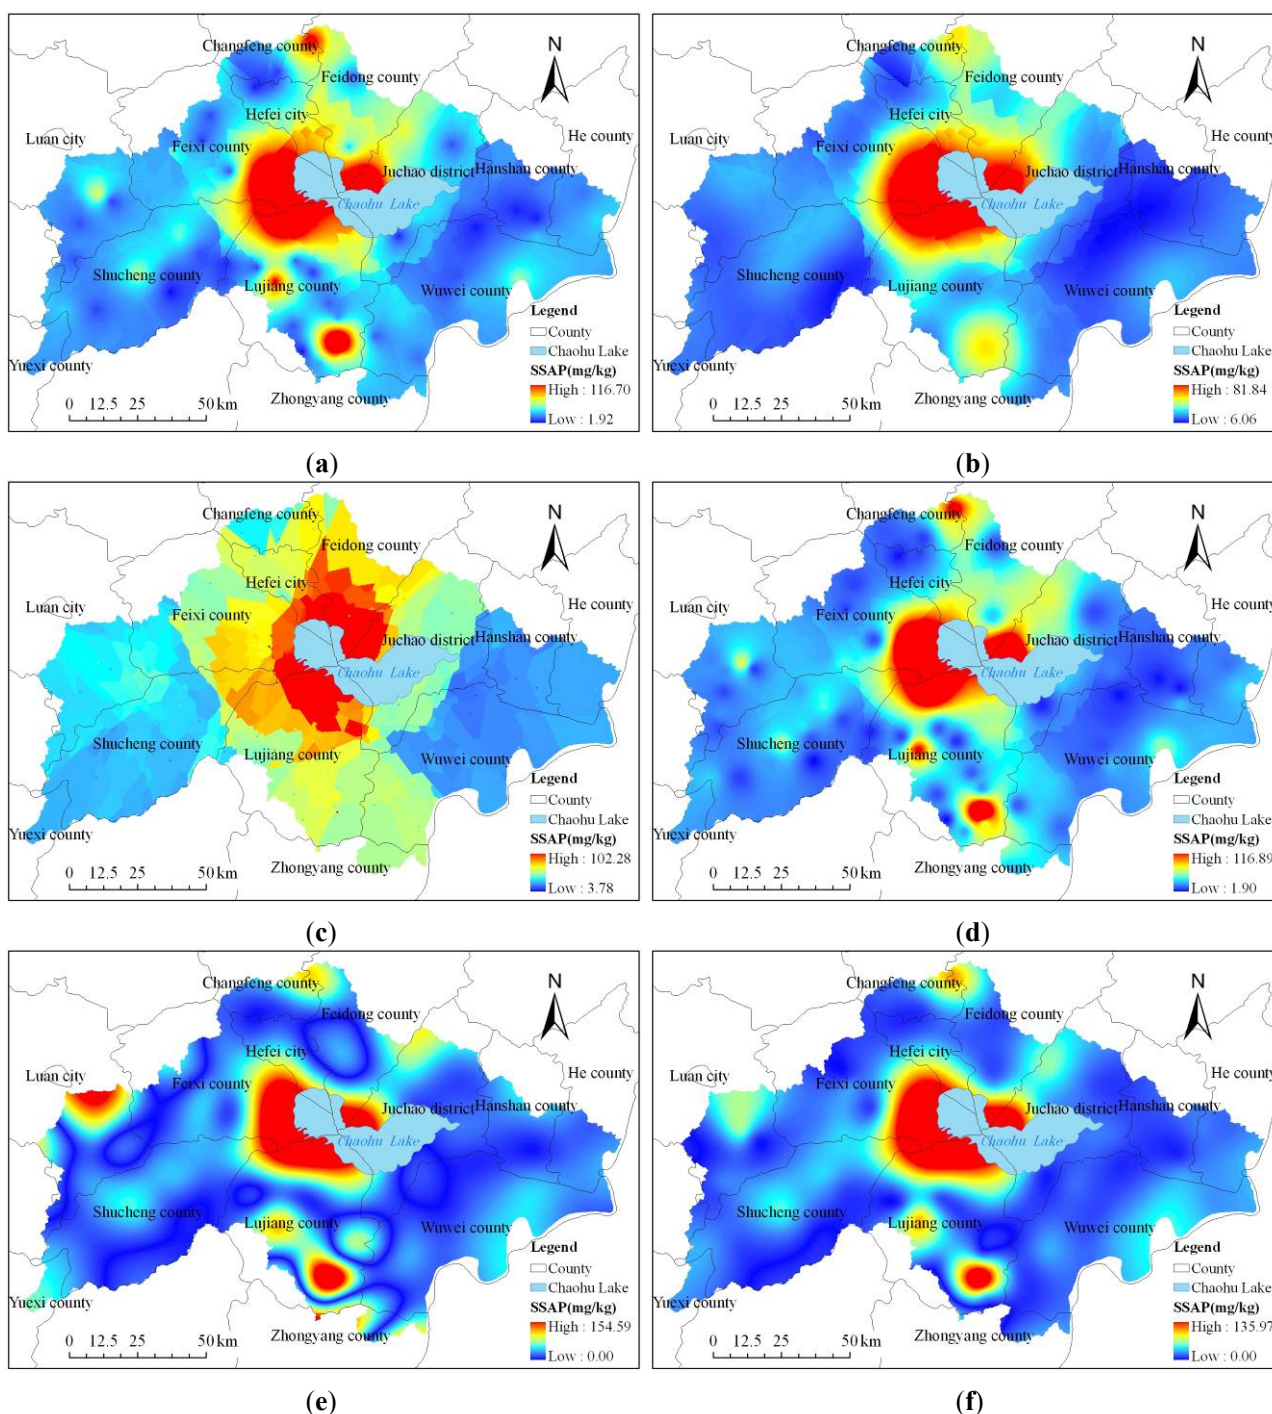 Changfeng county
N
Feidong county
Hefei city
Luan city
He county
Feixi county
Juchao district
Hanshan county
Chaohu Lake
Shucheng county
Lujiang county
Wuwei county
Legend
County
Chaohu Lake
Yuexi county
SSAP(mg/kg)
Zhongyang county
High : 116.70
0 12.5 25 50 km
Low : 1.92
(a)
Changfeng county
N
Feidong county
Hefei city
Luan city
He county
Feixi county
Juchao district
Hanshan county
Chaohu Lake
Shucheng county
Lujiang county
Wuwei county
Legend
County
Chaohu Lake
Yuexi county
SSAP(mg/kg)
Zhongyang county
High : 81.84
0 12.5 25 50 km
Low : 6.06
(b)
Changfeng county
N
Feidong county
Hefei city
Luan city
He county
Feixi county
Juchao district
Hanshan county
Chaohu Lake
Shucheng county
Lujiang county
Wuwei county
Legend
County
Chaohu Lake
Yuexi county
SSAP(mg/kg)
Zhongyang county
High : 102.28
0 12.5 25 50 km
Low : 3.78
(c)
Changfeng county
N
Feidong county
Hefei city
Luan city
He county
Feixi county
Juchao district
Hanshan county
Chaohu Lake
Shucheng county
Lujiang county
Wuwei county
Legend
County
Chaohu Lake
Yuexi county
SSAP(mg/kg)
Zhongyang county
High : 116.89
0 12.5 25 50 km
Low : 1.90
(d)
Changfeng county
N
Feidong county
Hefei city
Luan city
He county
Feixi county
Juchao district
Hanshan county
Chaohu Lake
Shucheng county
Lujiang county
Wuwei county
Legend
County
Chaohu Lake
Yuexi county
SSAP(mg/kg)
Zhongyang county
High : 154.59
0 12.5 25 50 km
Low : 0.00
(e)
Changfeng county
N
Feidong county
Hefei city
Luan city
He county
Feixi county
Juchao district
Hanshan county
Chaohu Lake
Shucheng county
Lujiang county
Wuwei county
Legend
County
Chaohu Lake
Yuexi county
SSAP(mg/kg)
Zhongyang county
High : 135.97
0 12.5 25 50 km
Low : 0.00
(f)